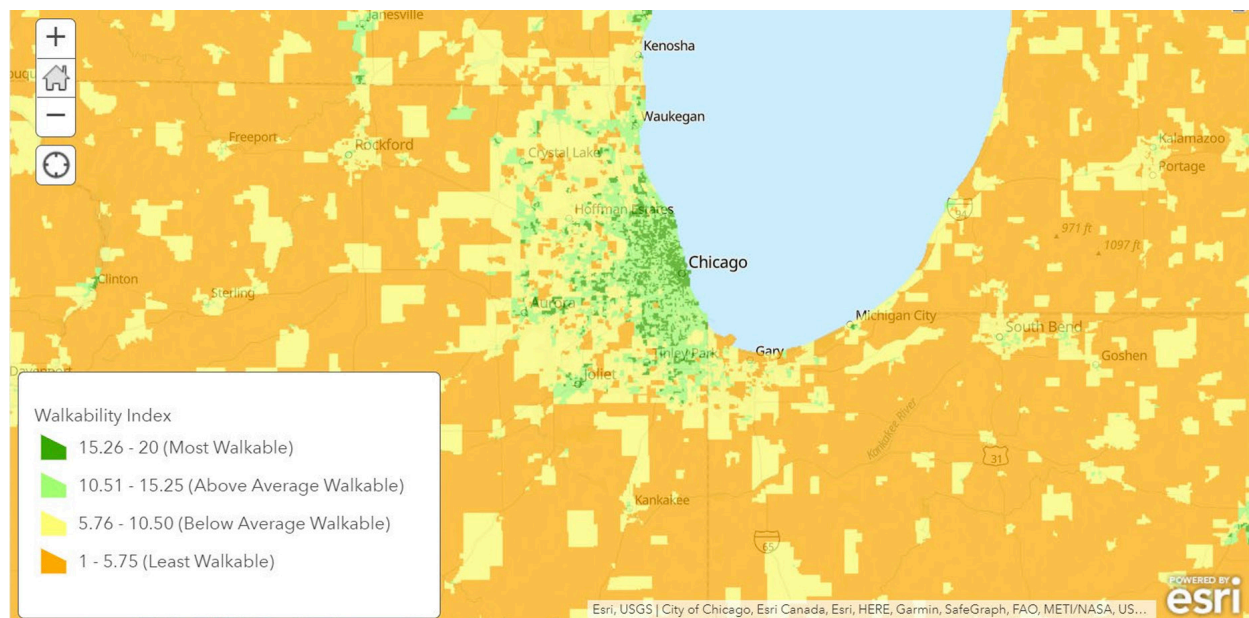 Janesville
+
Kenosha
Waukegan
Freeport
Rockford
Crystal Lake
Kalamazoo
Portage
Hoffman Estates
94
971 ft
1097 ft
Chicago
Clinton
Sterling
Aurora
Michigan City
South Bend
Tinley Park
Gary
Goshen
Davenport
Joliet
Kankakee River
31
Kankakee
65
Walkability Index
15.26 - 20 (Most Walkable)
10.51 - 15.25 (Above Average Walkable)
5.76 - 10.50 (Below Average Walkable)
1 - 5.75 (Least Walkable)
POWERED BY
esri
Esri, USGS | City of Chicago, Esri Canada, Esri, HERE, Garmin, SafeGraph, FAO, METI/NASA, US...